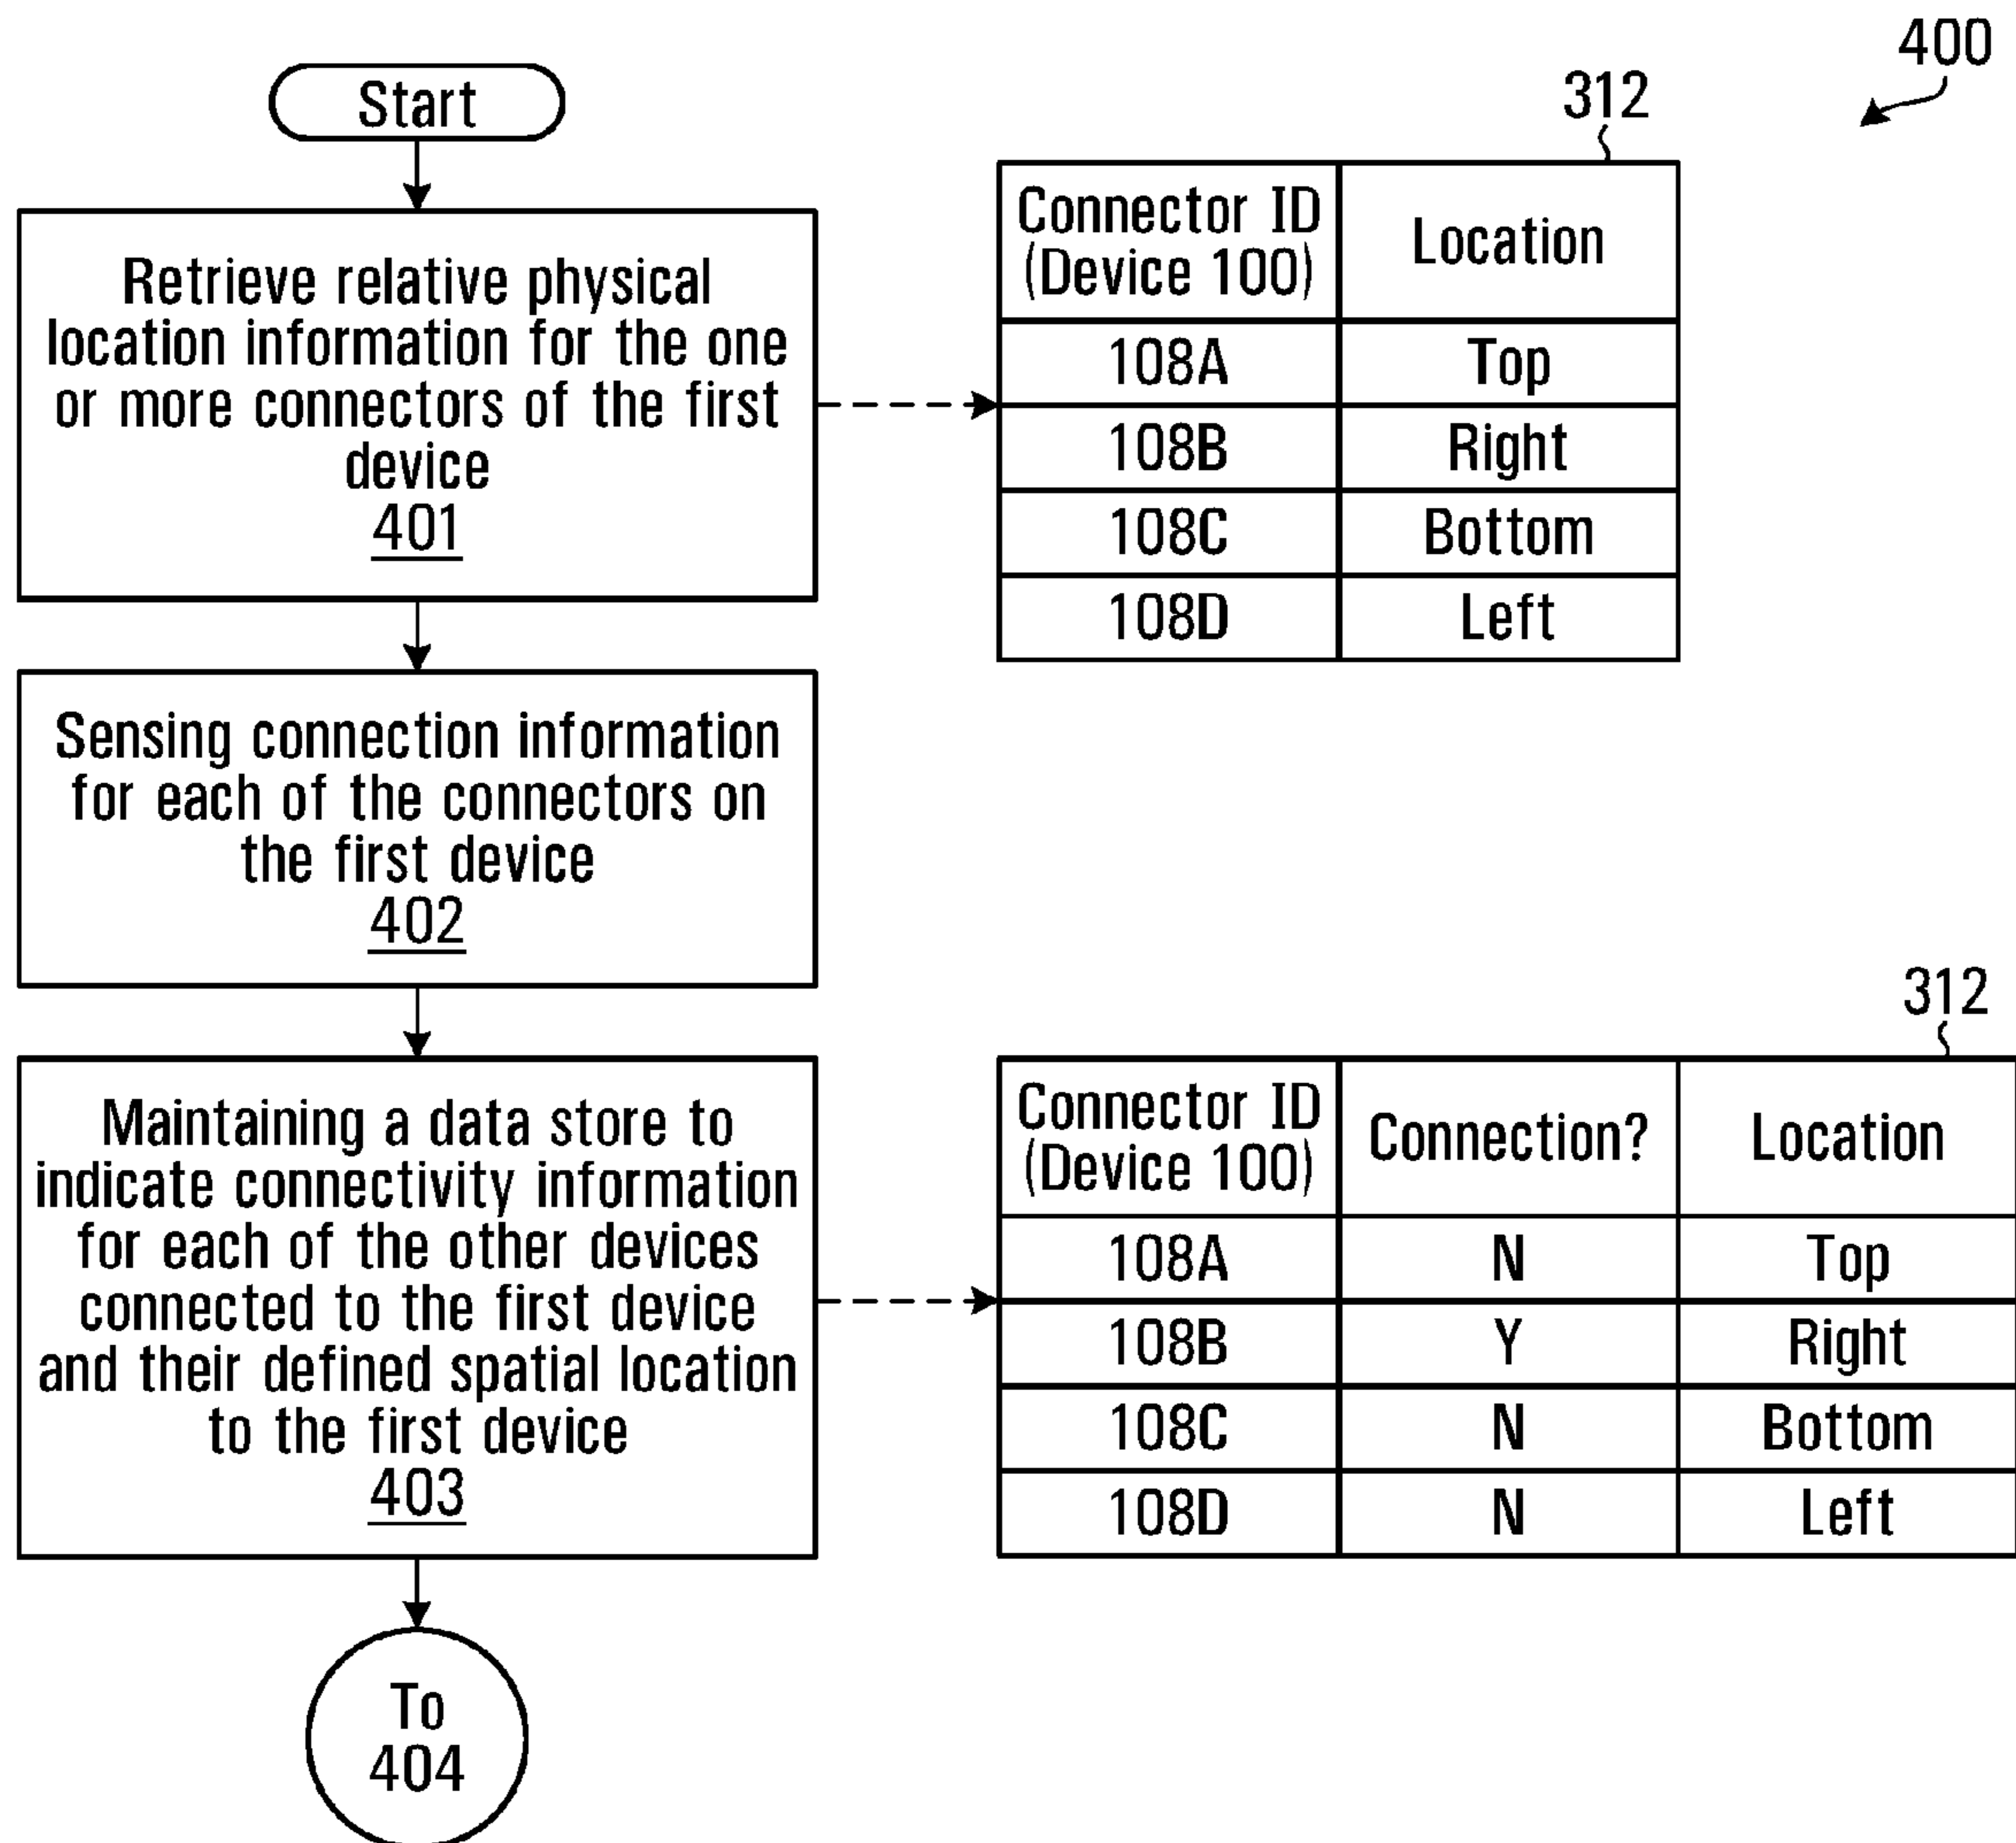 400
Start
Retrieve relative physical
location information for the one
or more connectors of the first
device
401
312
Connector ID
(Device 100)
Location
108A
Top
108B
Right
108C
Bottom
108D
Left
Sensing connection information
for each of the connectors on
the first device
402
Maintaining a data store to
indicate connectivity information
for each of the other devices
connected to the first device
and their defined spatial location
to the first device
403
312
Connector ID
(Device 100)
Connection?
Location
108A
N
Top
108B
Y
Right
108C
N
Bottom
108D
N
Left
To
404